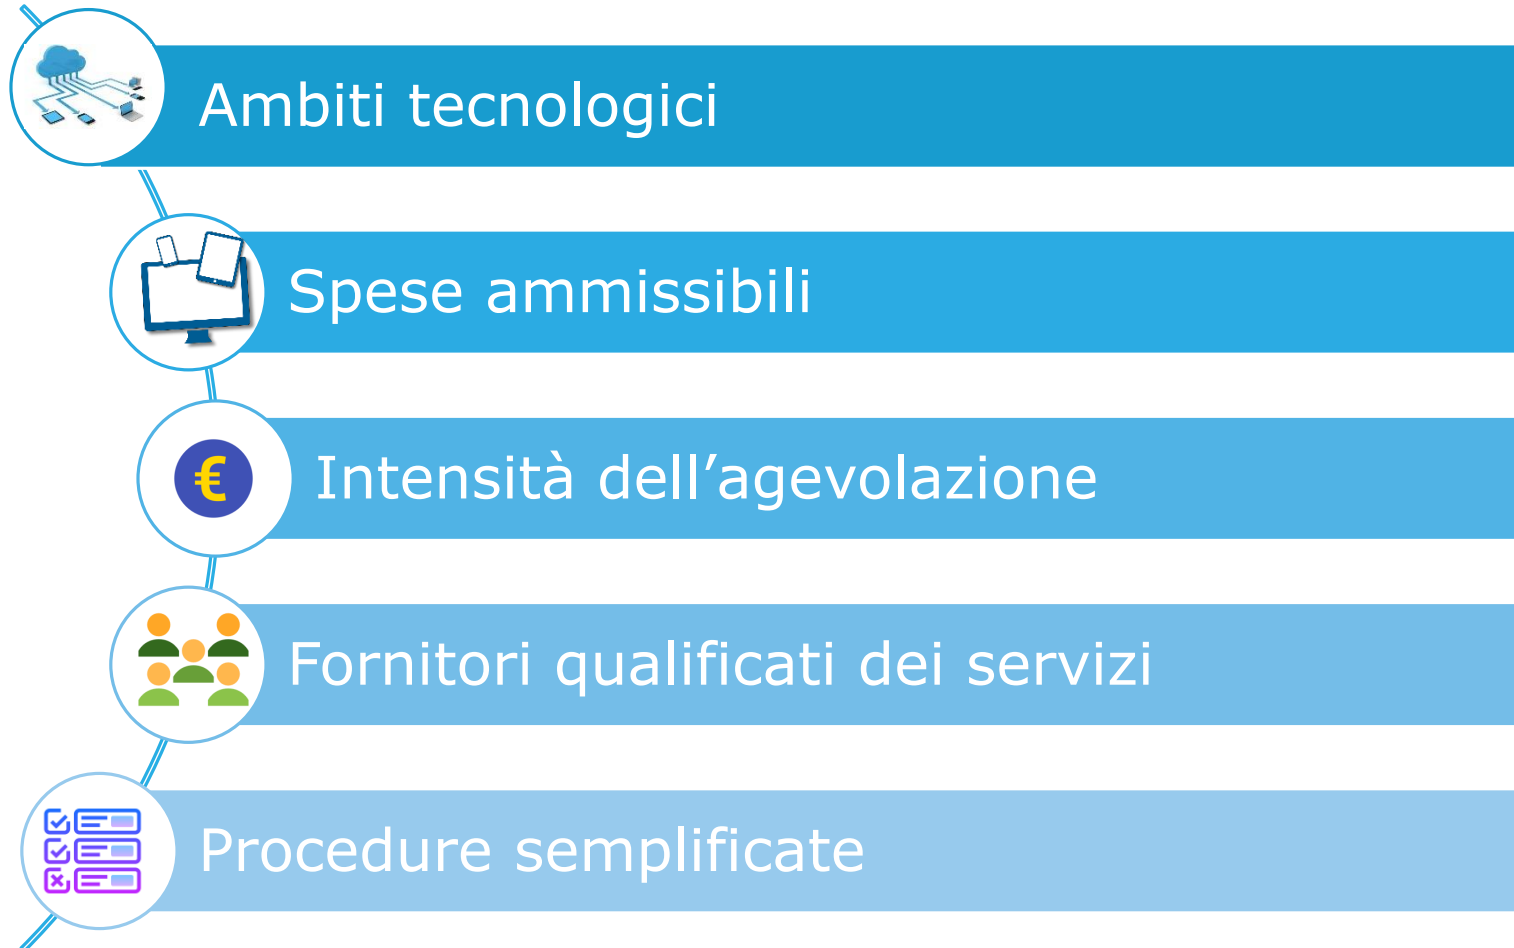 Ambiti tecnologici
Spese ammissibili
€
Intensità dell’agevolazione
Fornitori qualificati dei servizi
Procedure semplificate